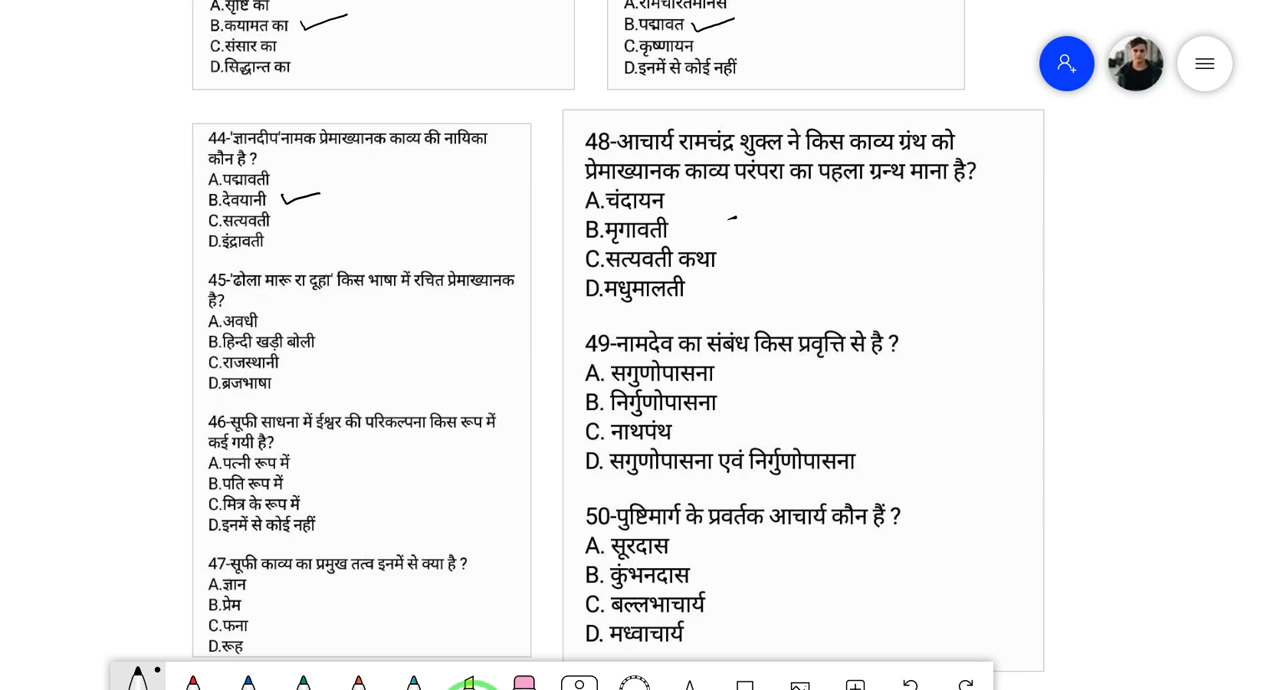 A.सृष्टि का
B.कयामत का
C.संसार का
D.सिद्धान्त का
A.रामचरितमानस
B.पद्मावत
C.कृष्णायन
D.इनमें से कोई नहीं
44-'ज्ञानदीप'नामक प्रेमाख्यानक काव्य की नायिका
कौन है ?
A.पद्मावती
B.देवयानी
C.सत्यवती
D.इंद्रावती
45-'ढोला मारू रा दूहा' किस भाषा में रचित प्रेमाख्यानक
है?
A.अवधी
B.हिन्दी खड़ी बोली
C.राजस्थानी
D.ब्रजभाषा
46-सूफी साधना में ईश्वर की परिकल्पना किस रूप में
कई गयी है?
A.पत्नी रूप में
B.पति रूप में
C.मित्र के रूप में
D.इनमें से कोई नहीं
47-सूफी काव्य का प्रमुख तत्व इनमें से क्या है ?
A.ज्ञान
B.प्रेम
C.फना
D.रूह
48-आचार्य रामचंद्र शुक्ल ने किस काव्य ग्रंथ को
प्रेमाख्यानक काव्य परंपरा का पहला ग्रन्थ माना है?
A.चंदायन
B.मृगावती
C.सत्यवती कथा
D.मधुमालती
49-नामदेव का संबंध किस प्रवृत्ति से है ?
A. सगुणोपासना
B. निर्गुणोपासना
C. नाथपंथ
D. सगुणोपासना एवं निर्गुणोपासना
50-पुष्टिमार्ग के प्रवर्तक आचार्य कौन हैं ?
A. सूरदास
B. कुंभनदास
C. बल्लभाचार्य
D. मध्वाचार्य